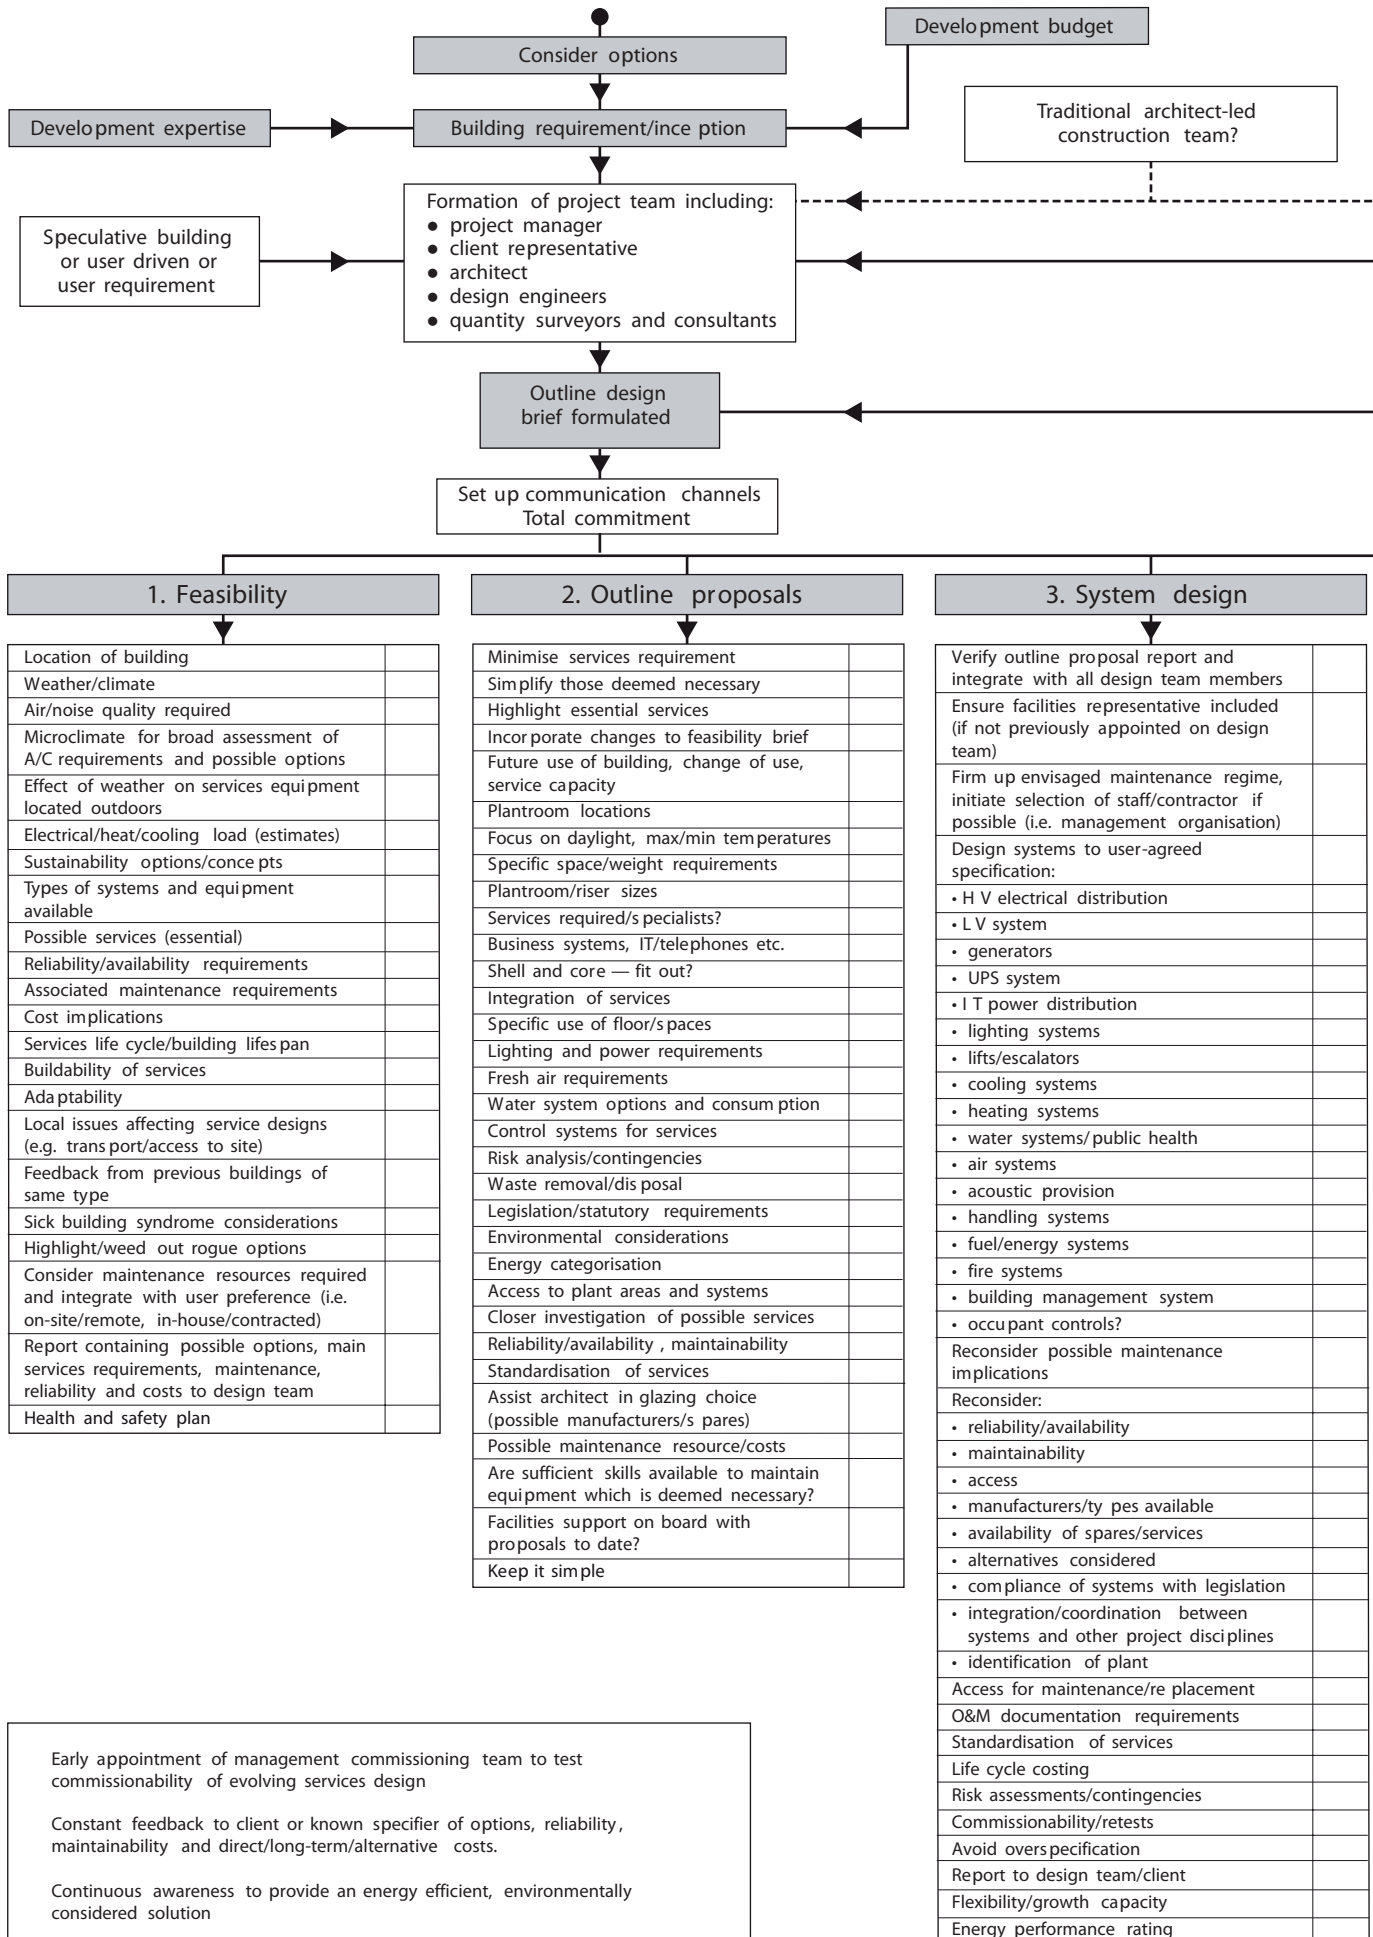 Consider options
Development budget
Development expertise
Building requirement/inception
Traditional architect-led
construction team?
Speculative building
or user driven or
user requirement
Formation of project team including:
● project manager
● client representative
● architect
● design engineers
● quantity surveyors and consultants
Outline design
brief formulated
Set up communication channels
Total commitment
1. Feasibility
Location of building
Weather/climate
Air/noise quality required
Microclimate for broad assessment of
A/C requirements and possible options
Effect of weather on services equipment
located outdoors
Electrical/heat/cooling load (estimates)
Sustainability options/concepts
Types of systems and equipment
available
Possible services (essential)
Reliability/availability requirements
Associated maintenance requirements
Cost implications
Services life cycle/building lifespan
Buildability of services
Adaptability
Local issues affecting service designs
(e.g. transport/access to site)
Feedback from previous buildings of
same type
Sick building syndrome considerations
Highlight/weed out rogue options
Consider maintenance resources required
and integrate with user preference (i.e.
on-site/remote, in-house/contracted)
Report containing possible options, main
services requirements, maintenance,
reliability and costs to design team
Health and safety plan
2. Outline proposals
Minimise services requirement
Simplify those deemed necessary
Highlight essential services
Incorporate changes to feasibility brief
Future use of building, change of use,
service capacity
Plantroom locations
Focus on daylight, max/min temperatures
Specific space/weight requirements
Plantroom/riser sizes
Services required/specialists?
Business systems, IT/telephones etc.
Shell and core — fit out?
Integration of services
Specific use of floor/spaces
Lighting and power requirements
Fresh air requirements
Water system options and consumption
Control systems for services
Risk analysis/contingencies
Waste removal/disposal
Legislation/statutory requirements
Environmental considerations
Energy categorisation
Access to plant areas and systems
Closer investigation of possible services
Reliability/availability, maintainability
Standardisation of services
Assist architect in glazing choice
(possible manufacturers/spares)
Possible maintenance resource/costs
Are sufficient skills available to maintain
equipment which is deemed necessary?
Facilities support on board with
proposals to date?
Keep it simple
3. System design
Verify outline proposal report and
integrate with all design team members
Ensure facilities representative included
(if not previously appointed on design
team)
Firm up envisaged maintenance regime,
initiate selection of staff/contractor if
possible (i.e. management organisation)
Design systems to user-agreed
specification:
• H V electrical distribution
• L V system
• generators
• UPS system
• I T power distribution
• lighting systems
• lifts/escalators
• cooling systems
• heating systems
• water systems/public health
• air systems
• acoustic provision
• handling systems
• fuel/energy systems
• fire systems
• building management system
• occupant controls?
Reconsider possible maintenance
implications
Reconsider:
• reliability/availability
• maintainability
• access
• manufacturers/types available
• availability of spares/services
• alternatives considered
• compliance of systems with legislation
• integration/coordination between
systems and other project disciplines
• identification of plant
Access for maintenance/replacement
O&M documentation requirements
Standardisation of services
Life cycle costing
Risk assessments/contingencies
Commissionability/retests
Avoid overspecification
Report to design team/client
Flexibility/growth capacity
Energy performance rating
Early appointment of management commissioning team to test
commissionability of evolving services design
Constant feedback to client or known specifier of options, reliability,
maintainability and direct/long-term/alternative costs.
Continuous awareness to provide an energy efficient, environmentally
considered solution